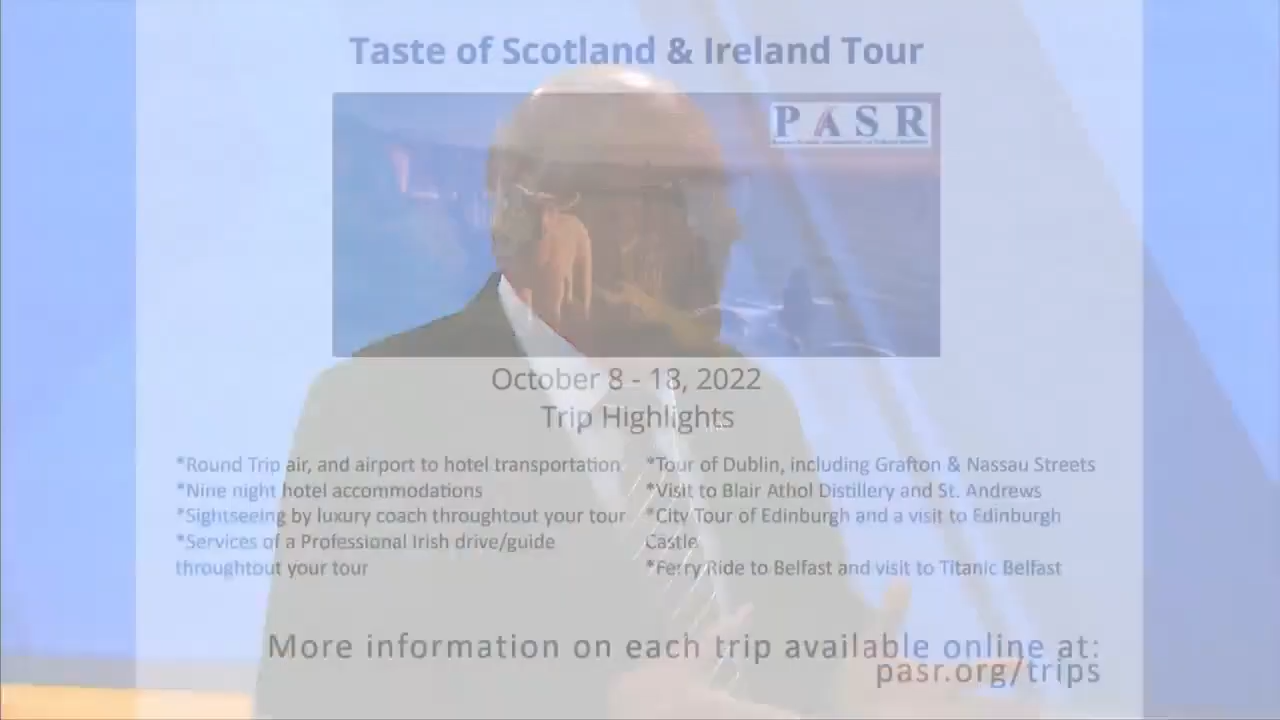 Taste of Scotland & Ireland Tour
PASR
October 8 - 18, 2022
Trip Highlights
*Round Trip air, and airport to hotel transportation
*Nine night hotel accommodations
*Sightseeing by luxury coach throughtout your tour
*Services of a Professional Irish drive/guide
throughtout your tour
*Tour of Dublin, including Grafton & Nassau Streets
*Visit to Blair Athol Distillery and St. Andrews
*City Tour of Edinburgh and a visit to Edinburgh
Castle
*Ferry Ride to Belfast and visit to Titanic Belfast
More information on each trip available online at:
pasr.org/trips